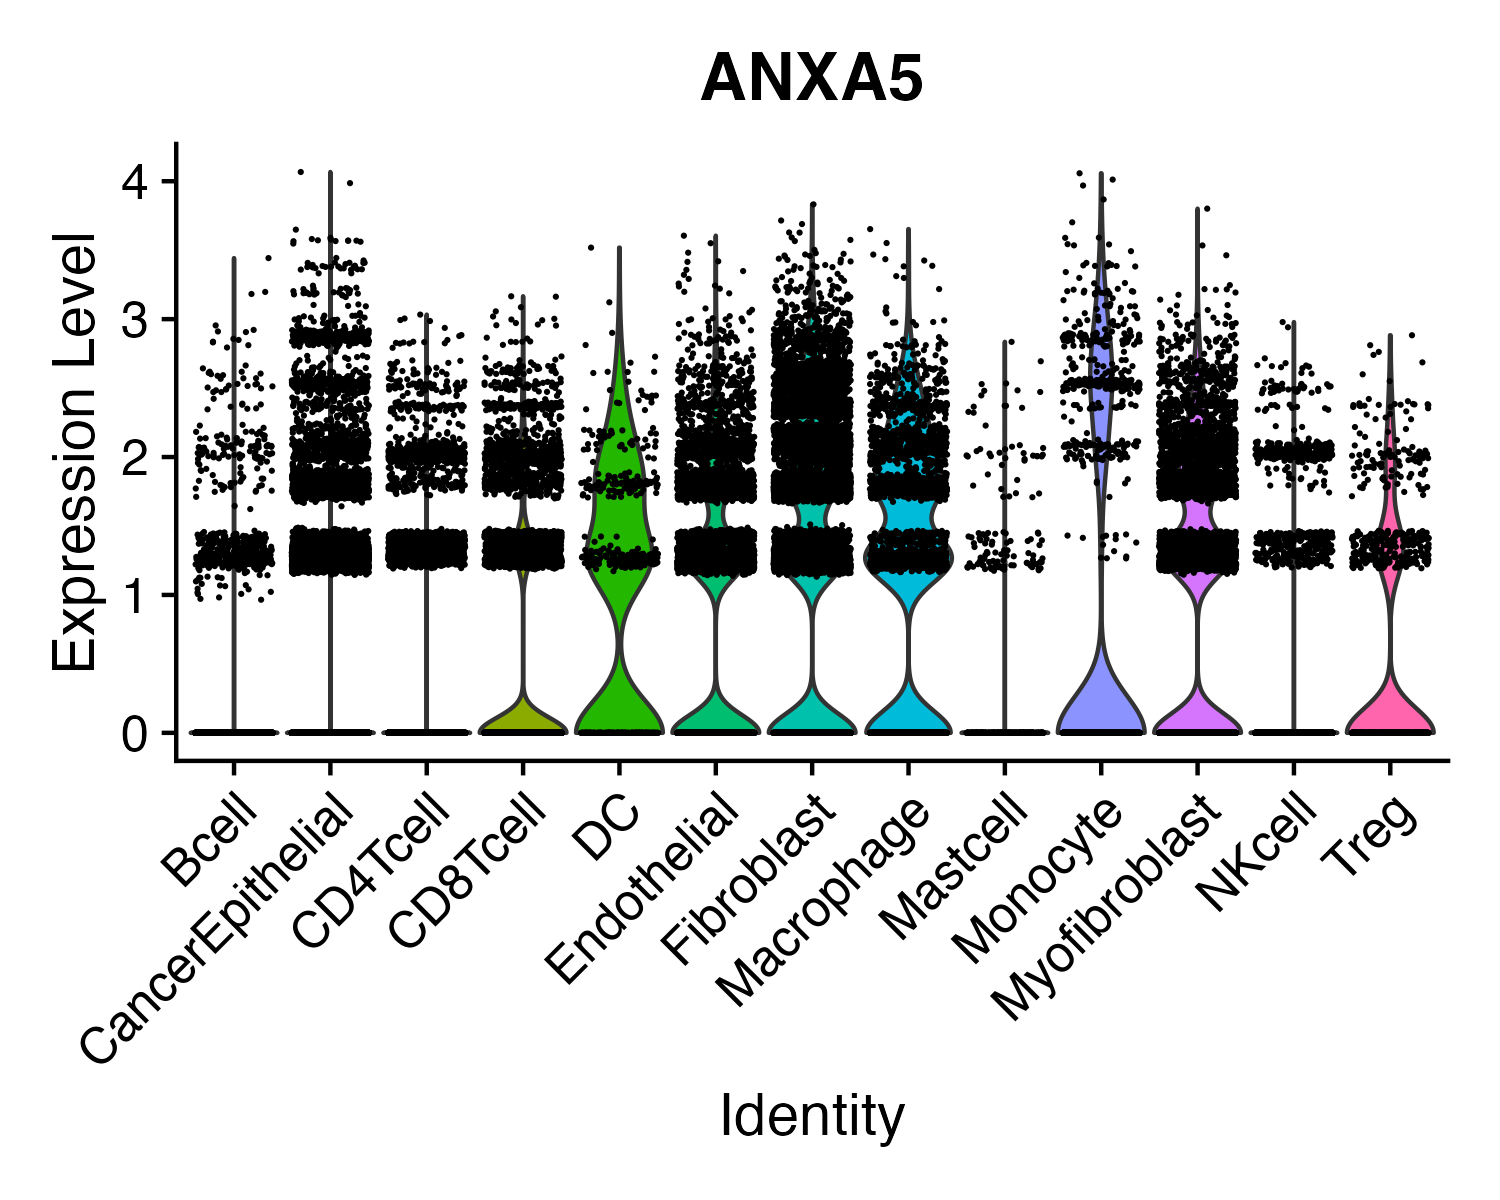 ANXA5
Expression Level
4
3
2
1
0
Bcell
CancerEpithelial
CD4Tcell
CD8Tcell
DC
Endothelial
Fibroblast
Macrophage
Mastcell
Monocyte
Myofibroblast
NKcell
Treg
Identity